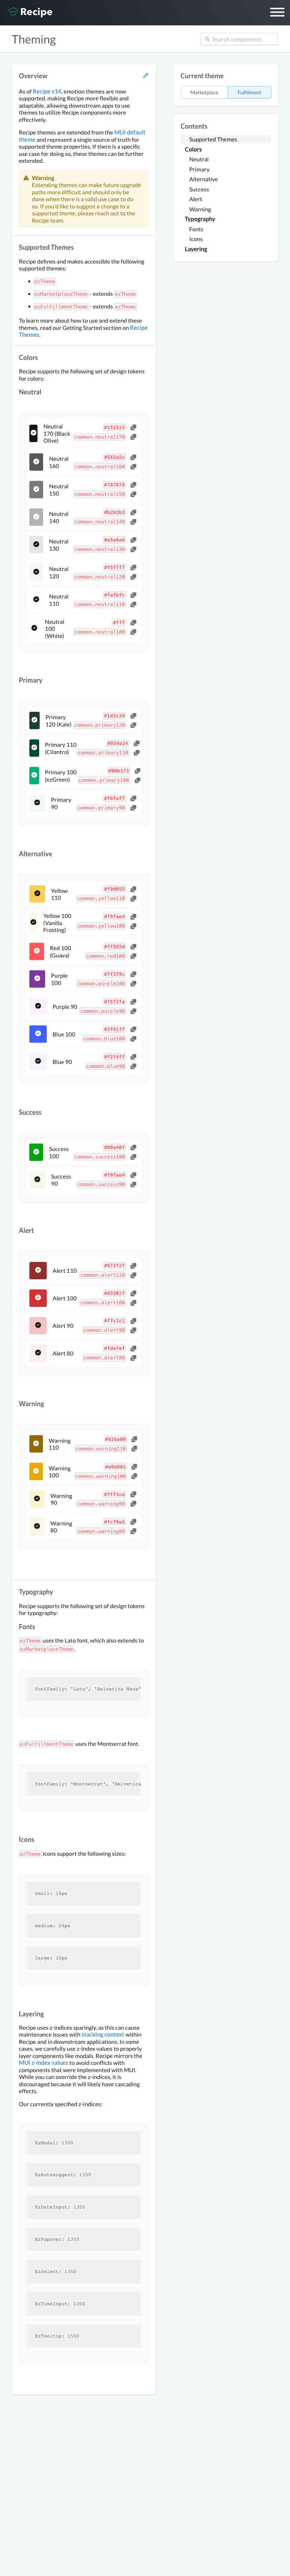 Recipe
Theming
Search components
Overview
As of Recipe v14, emotion themes are now
supported, making Recipe more flexible and
adaptable, allowing downstream apps to use
themes to utilize Recipe components more
effectively.
Recipe themes are extended from the MUI default
theme and represent a single source of truth for
supported theme properties. If there is a specific
use case for doing so, these themes can be further
extended.
Warning
Extending themes can make future upgrade
paths more difficult and should only be
done when there is a valid use case to do
so. If you'd like to suggest a change to a
supported theme, please reach out to the
Recipe team.
Supported Themes
Recipe defines and makes accessible the following
supported themes:
ezTheme
ezMarketplaceTheme - extends ezTheme
ezFulfillmentTheme - extends ezTheme
To learn more about how to use and extend these
themes, read our Getting Started section on Recipe
Themes.
Colors
Recipe supports the following set of design tokens
for colors:
Neutral
Neutral
170 (Black
Olive)
#151515
common.neutral170
Neutral
160
#565a5c
common.neutral160
Neutral
150
#787878
common.neutral150
Neutral
140
#b2b3b3
common.neutral140
Neutral
130
#e5e6e6
common.neutral130
Neutral
120
#f5f7f7
common.neutral120
Neutral
110
#fafbfc
common.neutral110
Neutral
100
(White)
#fff
common.neutral100
Primary
Primary
120 (Kale)
#1d3c34
common.primary120
Primary 110
(Cilantro)
common.primary110
Primary 100
(ezGreen)
common.primary100
Primary
90
common.primary90
Alternative
Yellow
110
common.yellow110
Yellow 100
(Vanilla
Frosting)
common.yellow100
Red 100
(Guava)
common.red100
Purple
100
common.purple100
Purple 90
common.purple90
Blue 100
common.blue100
Blue 90
#f2f4ff
common.blue90
Success
Success
100
common.success100
Success
90
common.success90
Alert
Alert 110
#972f2f
common.alert110
Alert 100
common.alert100
Alert 90
#f7c1c1
common.alert90
Alert 80
common.alert80
Warning
Warning
110
#926a00
common.warning110
Warning
100
common.warning100
Warning
90
#fff3ce
common.warning90
Warning
80
common.warning80
Typography
Recipe supports the following set of design tokens
for typography:
Fonts
ezTheme uses the Lato font, which also extends to
ezMarketplaceTheme.
fontFamily: "Lato", "Helvetica Neue"
ezFulfillmentTheme uses the Montserrat font.
fontFamily: "Montserrat", "Helvetica
Icons
ezTheme icons support the following sizes:
small: 16px
medium: 24px
large: 32px
Layering
Recipe uses z-indices sparingly, as this can cause
maintenance issues with stacking context within
Recipe and in downstream applications. In some
cases, we carefully use z-index values to properly
layer components like modals. Recipe mirrors the
MUI z-index values to avoid conflicts with
components that were implemented with MUI.
While you can override the z-indices, it is
discouraged because it will likely have cascading
effects.
Our currently specified z-indices:
EzModal: 1300
EzAutosuggest: 1350
EzDateInput: 1350
EzPopover: 1350
EzSelect: 1350
EzTimeInput: 1350
EzTooltip: 1500
Current theme
Marketplace
Fulfillment
Contents
Supported Themes
Colors
Neutral
Primary
Alternative
Success
Alert
Warning
Typography
Fonts
Icons
Layering